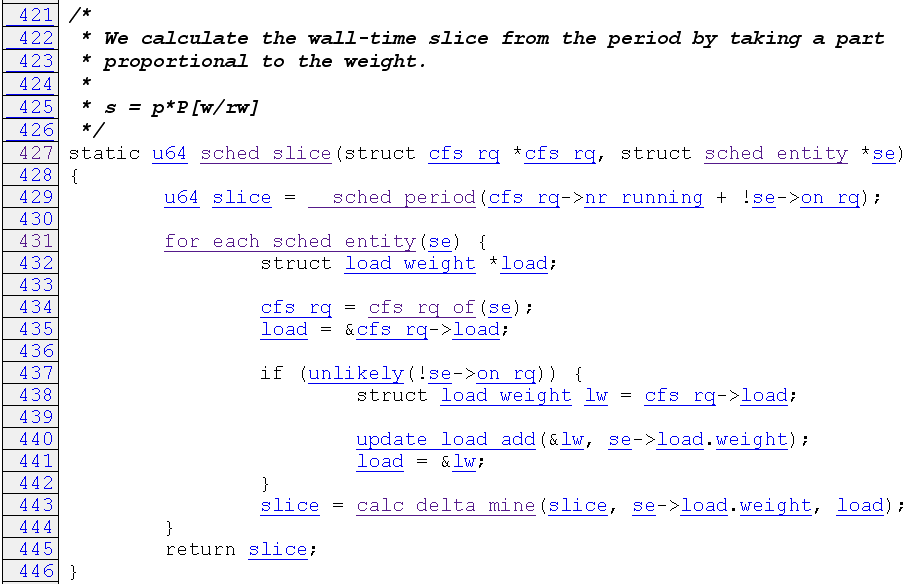 421 /*
422  * We calculate the wall-time slice from the period by taking a part
423  * proportional to the weight.
424  *
425  * s = p*P[w/rw]
426  */
427 static u64 sched_slice(struct cfs_rq *cfs_rq, struct sched_entity *se)
428 {
429         u64 slice = __sched_period(cfs_rq->nr_running + !se->on_rq);
430
431         for_each_sched_entity(se) {
432                 struct load_weight *load;
433
434                 cfs_rq = cfs_rq_of(se);
435                 load = &cfs_rq->load;
436
437                 if (unlikely(!se->on_rq)) {
438                         struct load_weight lw = cfs_rq->load;
439
440                         update_load_add(&lw, se->load.weight);
441                         load = &lw;
442                 }
443                 slice = calc_delta_mine(slice, se->load.weight, load);
444         }
445         return slice;
446 }